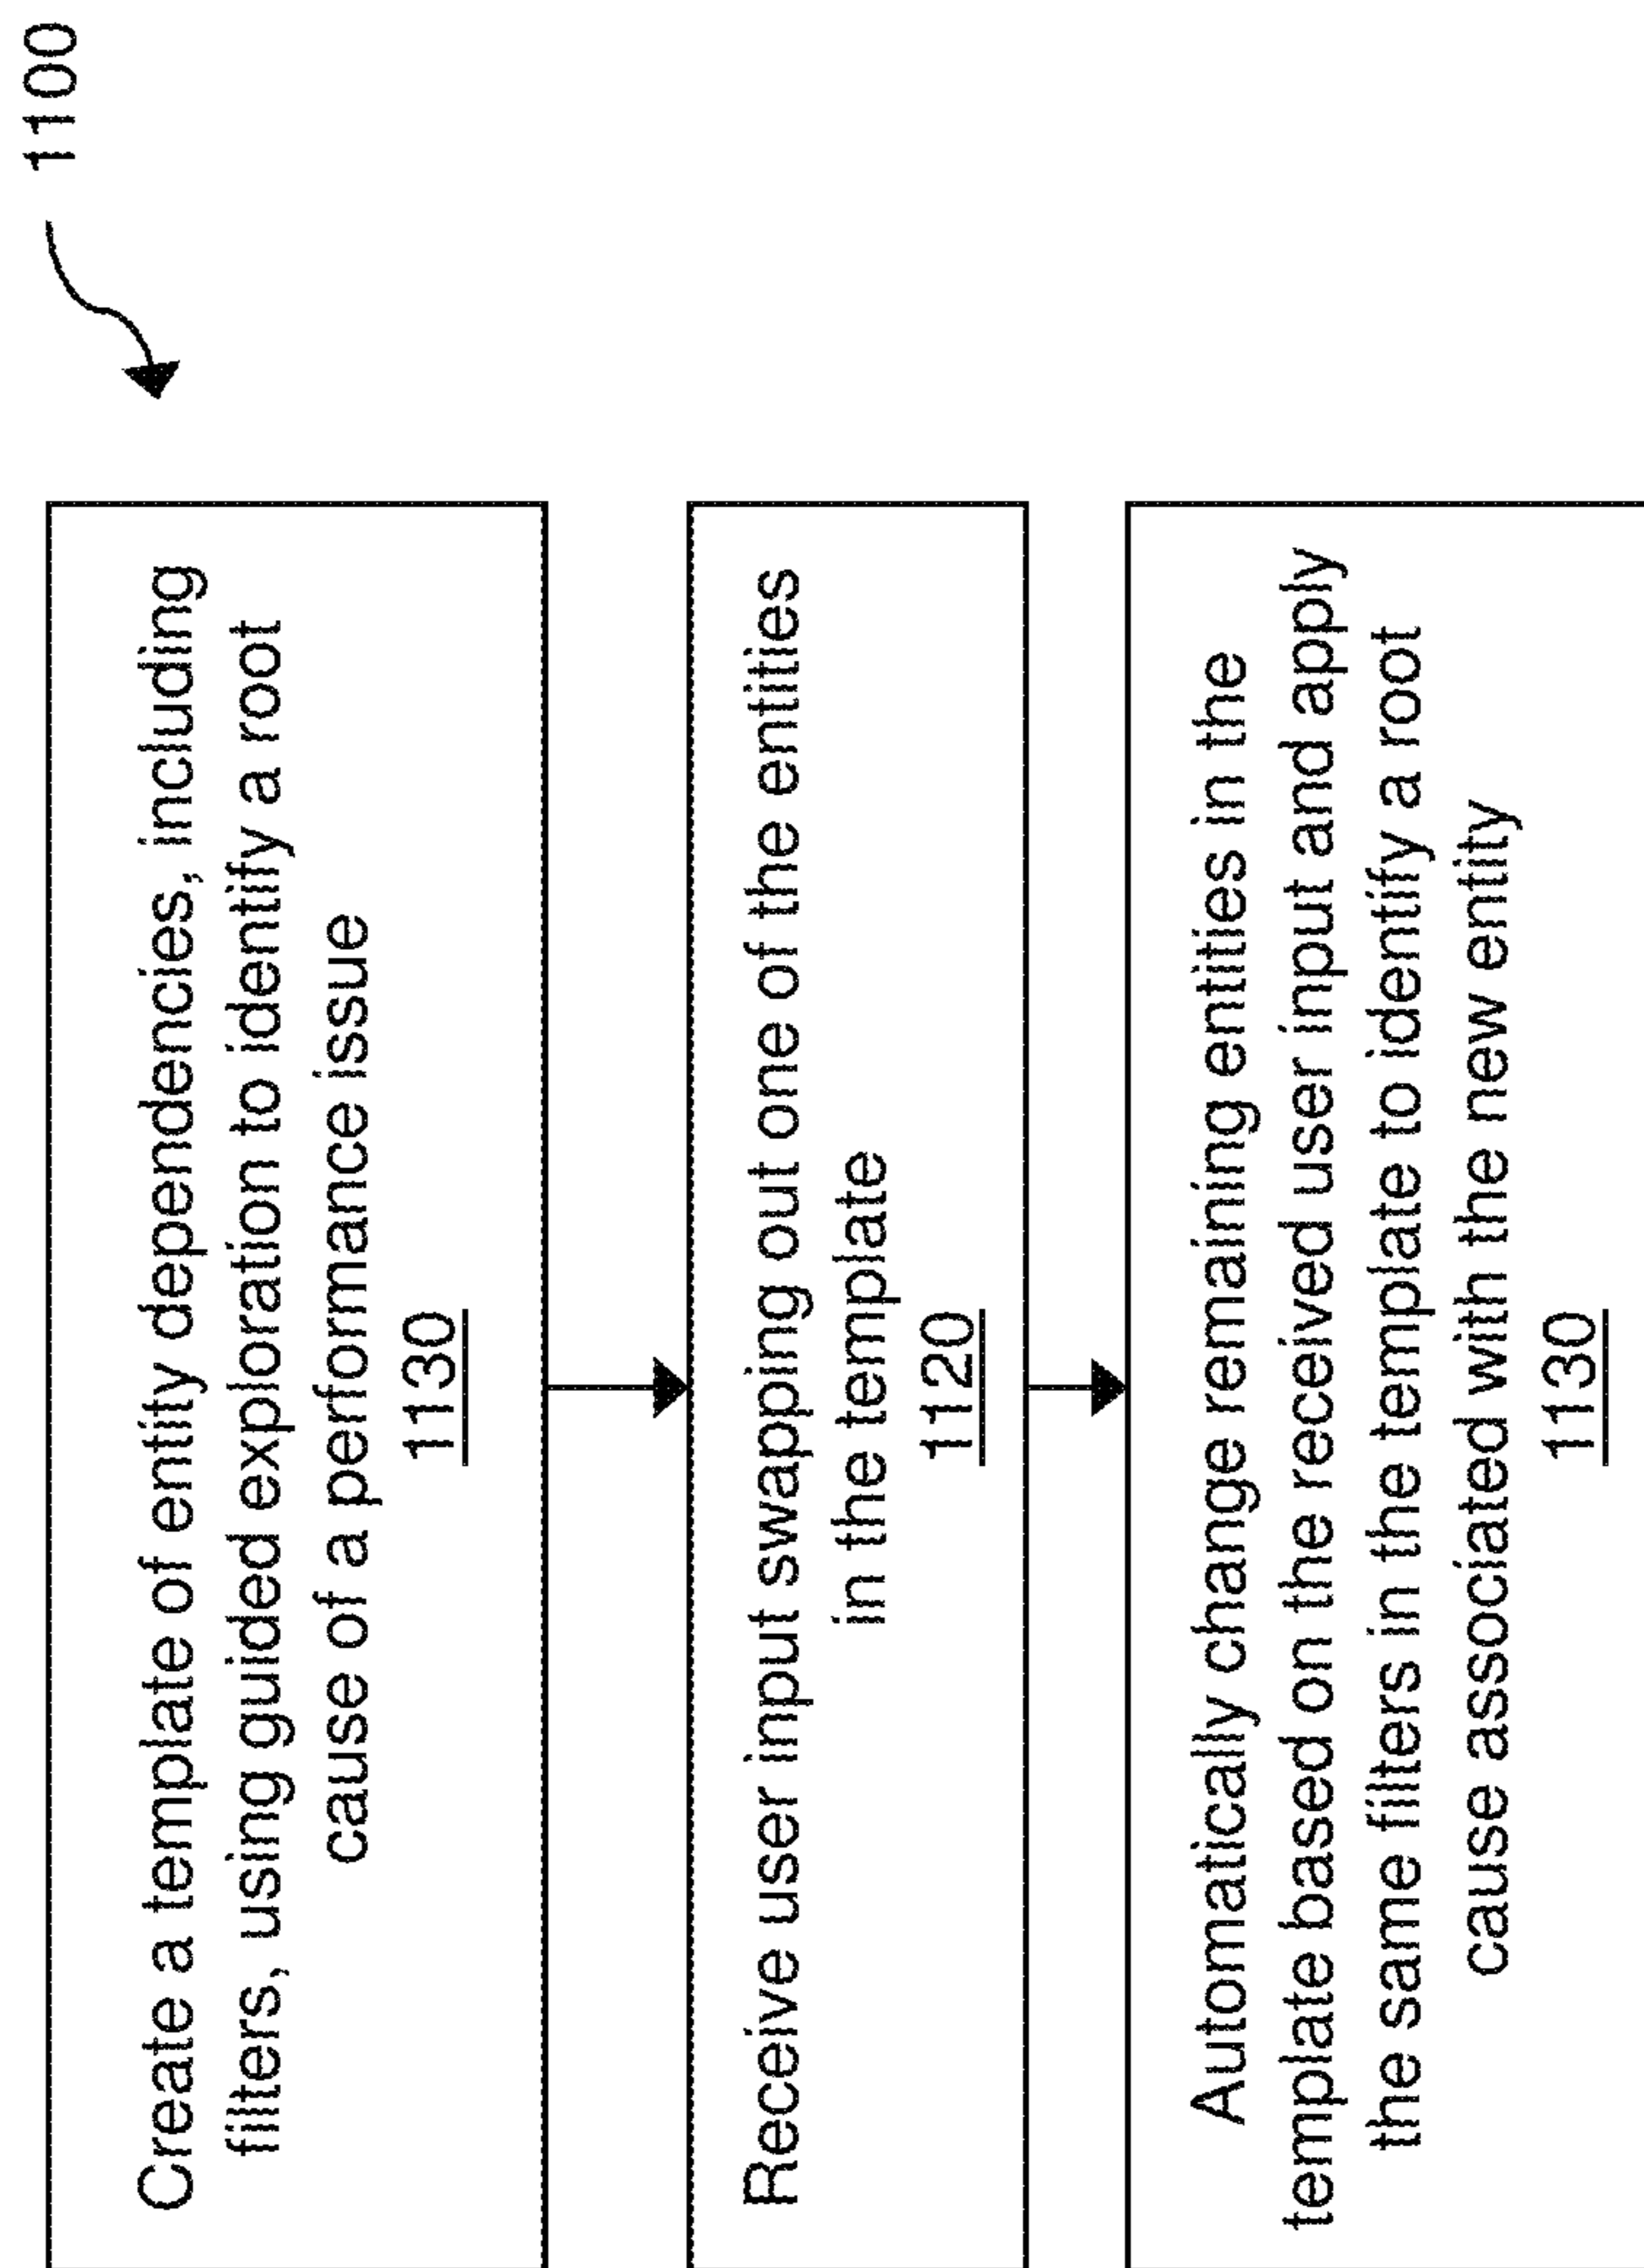 1100
Create a template of entity dependencies, including
filters, using guided exploration to identify a root
cause of a performance issue
1130
Receive user input swapping out one of the entities
in the template
1120
Automatically change remaining entities in the
template based on the received user input and apply
the same filters in the template to identify a root
cause associated with the new entity
1130